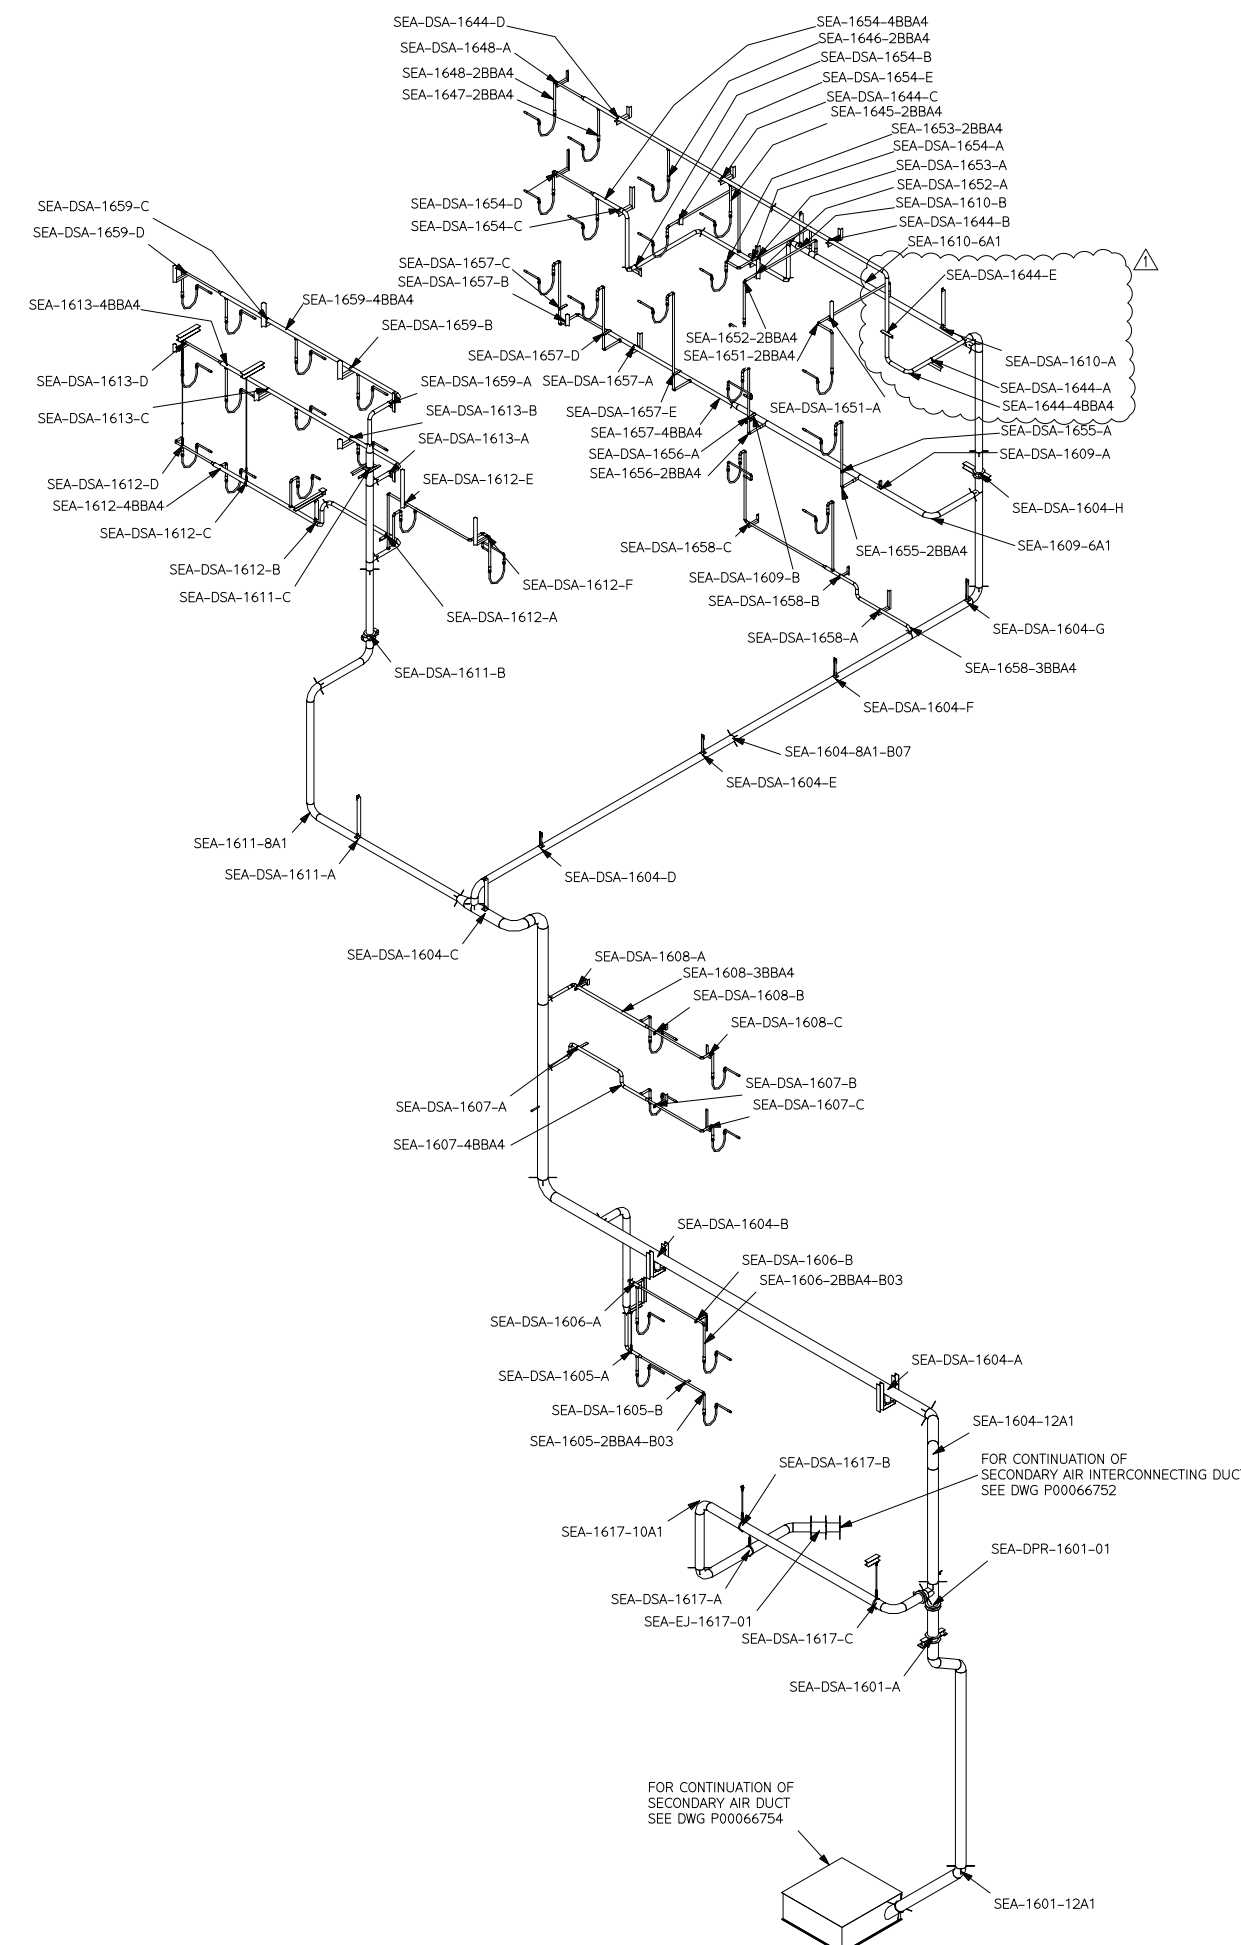 SEA-DSA-1644-D
SEA-DSA-1648-A
SEA-1648-2BBA4
SEA-1647-2BBA4
SEA-1654-4BBA4
SEA-1646-2BBA4
SEA-DSA-1654-B
SEA-DSA-1654-E
SEA-DSA-1644-C
SEA-1645-2BBA4
SEA-1653-2BBA4
SEA-DSA-1654-A
SEA-DSA-1653-A
SEA-DSA-1652-A
SEA-DSA-1610-B
SEA-DSA-1644-B
SEA-1610-6A1
SEA-DSA-1644-E
1
SEA-DSA-1659-C
SEA-DSA-1659-D
SEA-DSA-1654-D
SEA-DSA-1654-C
SEA-DSA-1657-C
SEA-DSA-1657-B
SEA-1613-4BBA4
SEA-1659-4BBA4
SEA-DSA-1659-B
SEA-DSA-1657-D
SEA-1652-2BBA4
SEA-1651-2BBA4
SEA-DSA-1610-A
SEA-DSA-1613-D
SEA-DSA-1659-A
SEA-DSA-1657-A
SEA-DSA-1644-A
SEA-1644-4BBA4
SEA-DSA-1613-C
SEA-DSA-1613-B
SEA-DSA-1657-E
SEA-DSA-1651-A
SEA-1657-4BBA4
SEA-DSA-1655-A
SEA-DSA-1613-A
SEA-DSA-1656-A
SEA-1656-2BBA4
SEA-DSA-1609-A
SEA-DSA-1612-D
SEA-1612-4BBA4
SEA-DSA-1612-E
SEA-DSA-1604-H
SEA-DSA-1612-C
SEA-DSA-1658-C
SEA-1655-2BBA4
SEA-1609-6A1
SEA-DSA-1612-B
SEA-DSA-1611-C
SEA-DSA-1612-F
SEA-DSA-1609-B
SEA-DSA-1658-B
SEA-DSA-1612-A
SEA-DSA-1658-A
SEA-DSA-1604-G
SEA-DSA-1611-B
SEA-1658-3BBA4
SEA-DSA-1604-F
SEA-1604-8A1-B07
SEA-DSA-1604-E
SEA-1611-8A1
SEA-DSA-1611-A
SEA-DSA-1604-D
SEA-DSA-1604-C
SEA-DSA-1608-A
SEA-1608-3BBA4
SEA-DSA-1608-B
SEA-DSA-1608-C
SEA-DSA-1607-B
SEA-DSA-1607-A
SEA-DSA-1607-C
SEA-1607-4BBA4
SEA-DSA-1604-B
SEA-DSA-1606-B
SEA-1606-2BBA4-B03
SEA-DSA-1606-A
SEA-DSA-1604-A
SEA-DSA-1605-A
SEA-DSA-1605-B
SEA-1605-2BBA4-B03
SEA-1604-12A1
SEA-DSA-1617-B
FOR CONTINUATION OF
SECONDARY AIR INTERCONNECTING DUCT
SEE DWG P00066752
SEA-1617-10A1
SEA-DPR-1601-01
SEA-DSA-1617-A
SEA-EJ-1617-01
SEA-DSA-1617-C
SEA-DSA-1601-A
FOR CONTINUATION OF
SECONDARY AIR DUCT
SEE DWG P00066754
SEA-1601-12A1